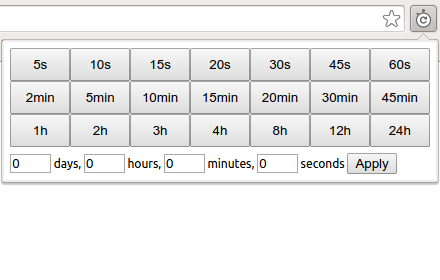 5s 10s 15s 20s 30s 45s 60s
2min 5min 10min 15min 20min 30min 45min
1h 2h 3h 4h 8h 12h 24h
0 days, 0 hours, 0 minutes, 0 seconds Apply